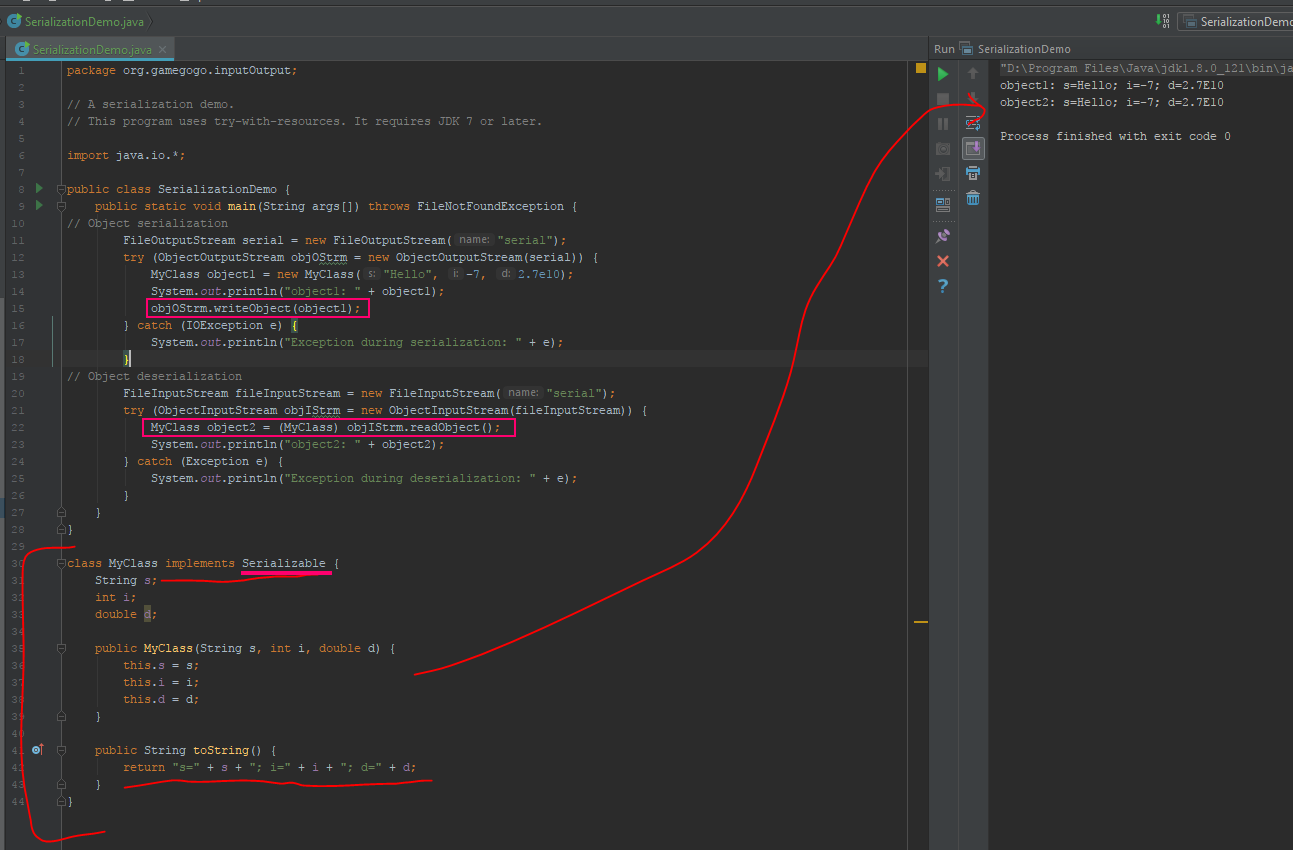 SerializationDemo.java
SerializationDemo
SerializationDemo.java
1 package org.gamegogo.inputOutput;
2
3 // A serialization demo.
4 // This program uses try-with-resources. It requires JDK 7 or later.
5
6 import java.io.*;
7
8 public class SerializationDemo {
9 public static void main(String args[]) throws FileNotFoundException {
10 // Object serialization
11 FileOutputStream serial = new FileOutputStream( name: "serial");
12 try (ObjectOutputStream objOStrm = new ObjectOutputStream(serial)) {
13 MyClass object1 = new MyClass( s: "Hello", i: -7, d: 2.7e10);
14 System.out.println("object1: " + object1);
15 objOStrm.writeObject(object1);
16 } catch (IOException e) {
17 System.out.println("Exception during serialization: " + e);
18 }
19 // Object deserialization
20 FileInputStream fileInputStream = new FileInputStream( name: "serial");
21 try (ObjectInputStream objIStrm = new ObjectInputStream(fileInputStream)) {
22 MyClass object2 = (MyClass) objIStrm.readObject();
23 System.out.println("object2: " + object2);
24 } catch (Exception e) {
25 System.out.println("Exception during deserialization: " + e);
26 }
27 }
28 }
29
30 class MyClass implements Serializable {
31 String s;
32 int i;
33 double d;
34
35 public MyClass(String s, int i, double d) {
36 this.s = s;
37 this.i = i;
38 this.d = d;
39 }
40
41 public String toString() {
42 return "s=" + s + "; i=" + i + "; d=" + d;
43 }
44 }
Run SerializationDemo
"D:\Program Files\Java\jdk1.8.0_121\bin\ja
object1: s=Hello; i=-7; d=2.7E10
object2: s=Hello; i=-7; d=2.7E10
Process finished with exit code 0